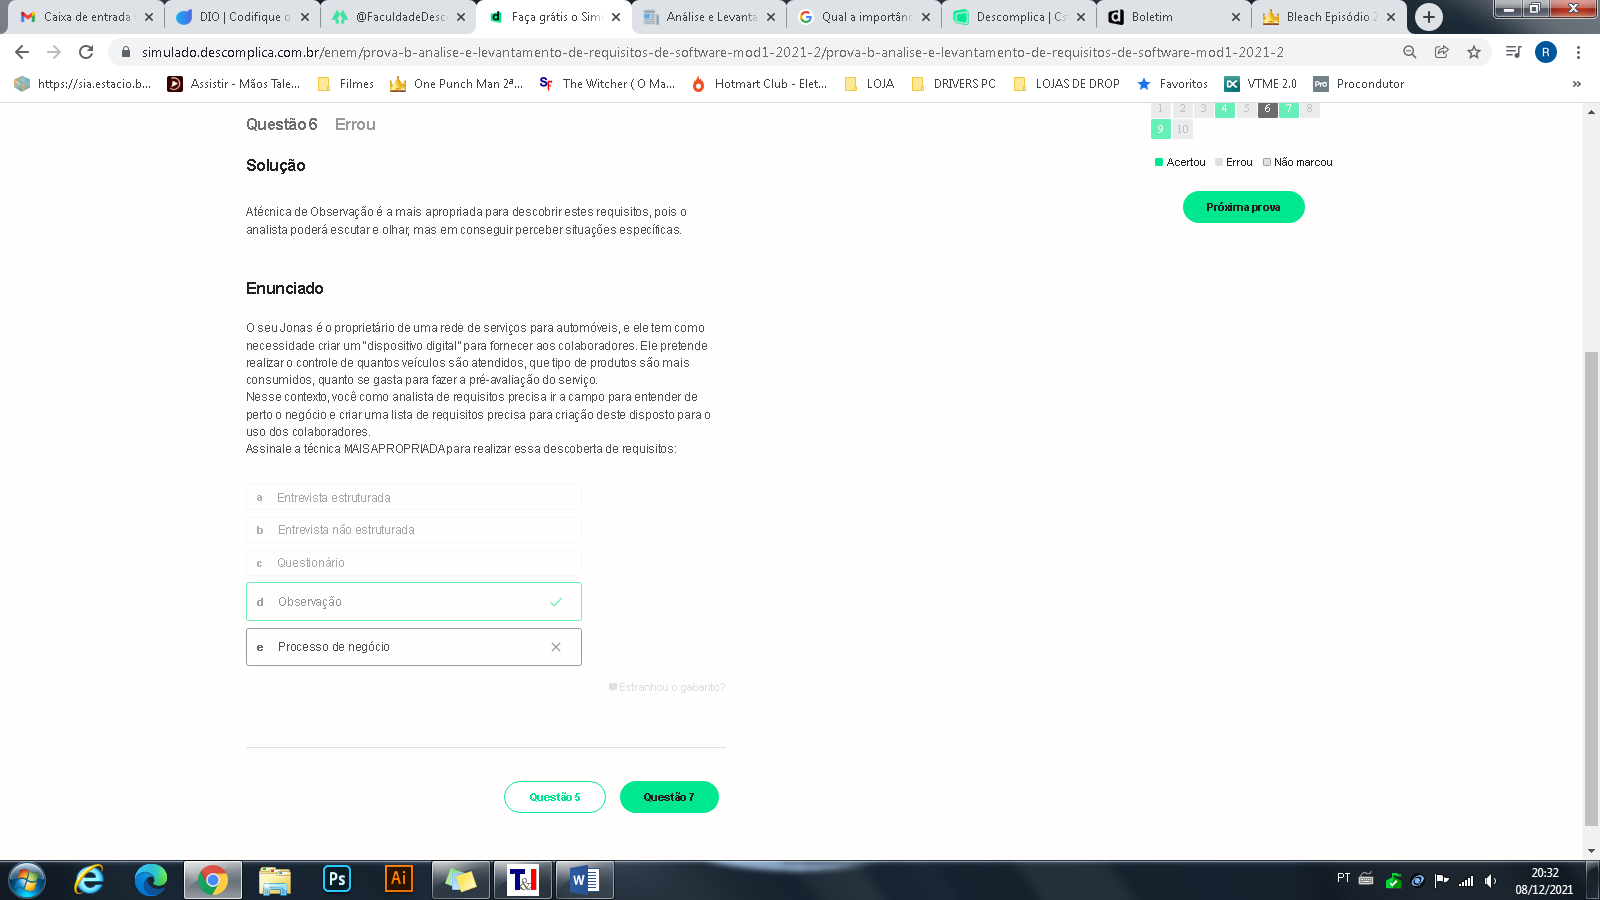 Caixa de entrada
DIO | Codifique o
@FaculdadeDesc
Faça grátis o Sim
Análise e Levanta
Qual a importânc
Descomplica | Cs
Boletim
Bleach Episódio 2
simulado.descomplica.com.br/enem/prova-b-analise-e-levantamento-de-requisitos-de-software-mod1-2021-2/prova-b-analise-e-levantamento-de-requisitos-de-software-mod1-2021-2
R
https://sia.estacio.b...
Assistir - Mãos Tale...
Filmes
One Punch Man 2ª...
SF The Witcher ( O Ma...
Hotmart Club - Elet...
LOJA
DRIVERS PC
LOJAS DE DROP
Favoritos
DC VTME 2.0
Pro Procondutor
»
1 2 3 4 5 6 7 8
9 10
Acertou Errou Não marcou
Próxima prova
Questão 6 Errou
Solução
Atécnica de Observação é a mais apropriada para descobrir estes requisitos, pois o
analista poderá escutar e olhar, mas em conseguir perceber situações específicas.
Enunciado
O seu Jonas é o proprietário de uma rede de serviços para automóveis, e ele tem como
necessidade criar um "dispositivo digital" para fornecer aos colaboradores. Ele pretende
realizar o controle de quantos veículos são atendidos, que tipo de produtos são mais
consumidos, quanto se gasta para fazer a pré-avaliação do serviço.
Nesse contexto, você como analista de requisitos precisa ir a campo para entender de
perto o negócio e criar uma lista de requisitos precisa para criação deste disposto para o
uso dos colaboradores.
Assinale a técnica MAIS APROPRIADA para realizar essa descoberta de requisitos:
a Entrevista estruturada
b Entrevista não estruturada
c Questionário
d Observação
e Processo de negócio
Estranhou o gabarito?
Questão 5
Questão 7
Ps
Ai
T&I
W
PT
20:32
08/12/2021